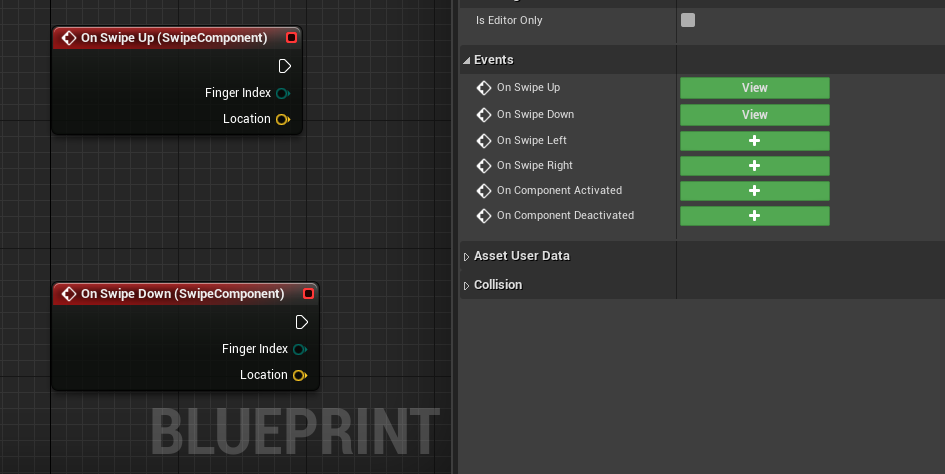 On Swipe Up (SwipeComponent)
Finger Index
Location
On Swipe Down (SwipeComponent)
Finger Index
Location
BLUEPRINT
Is Editor Only
Events
On Swipe Up View
On Swipe Down View
On Swipe Left
On Swipe Right
On Component Activated
On Component Deactivated
Asset User Data
Collision